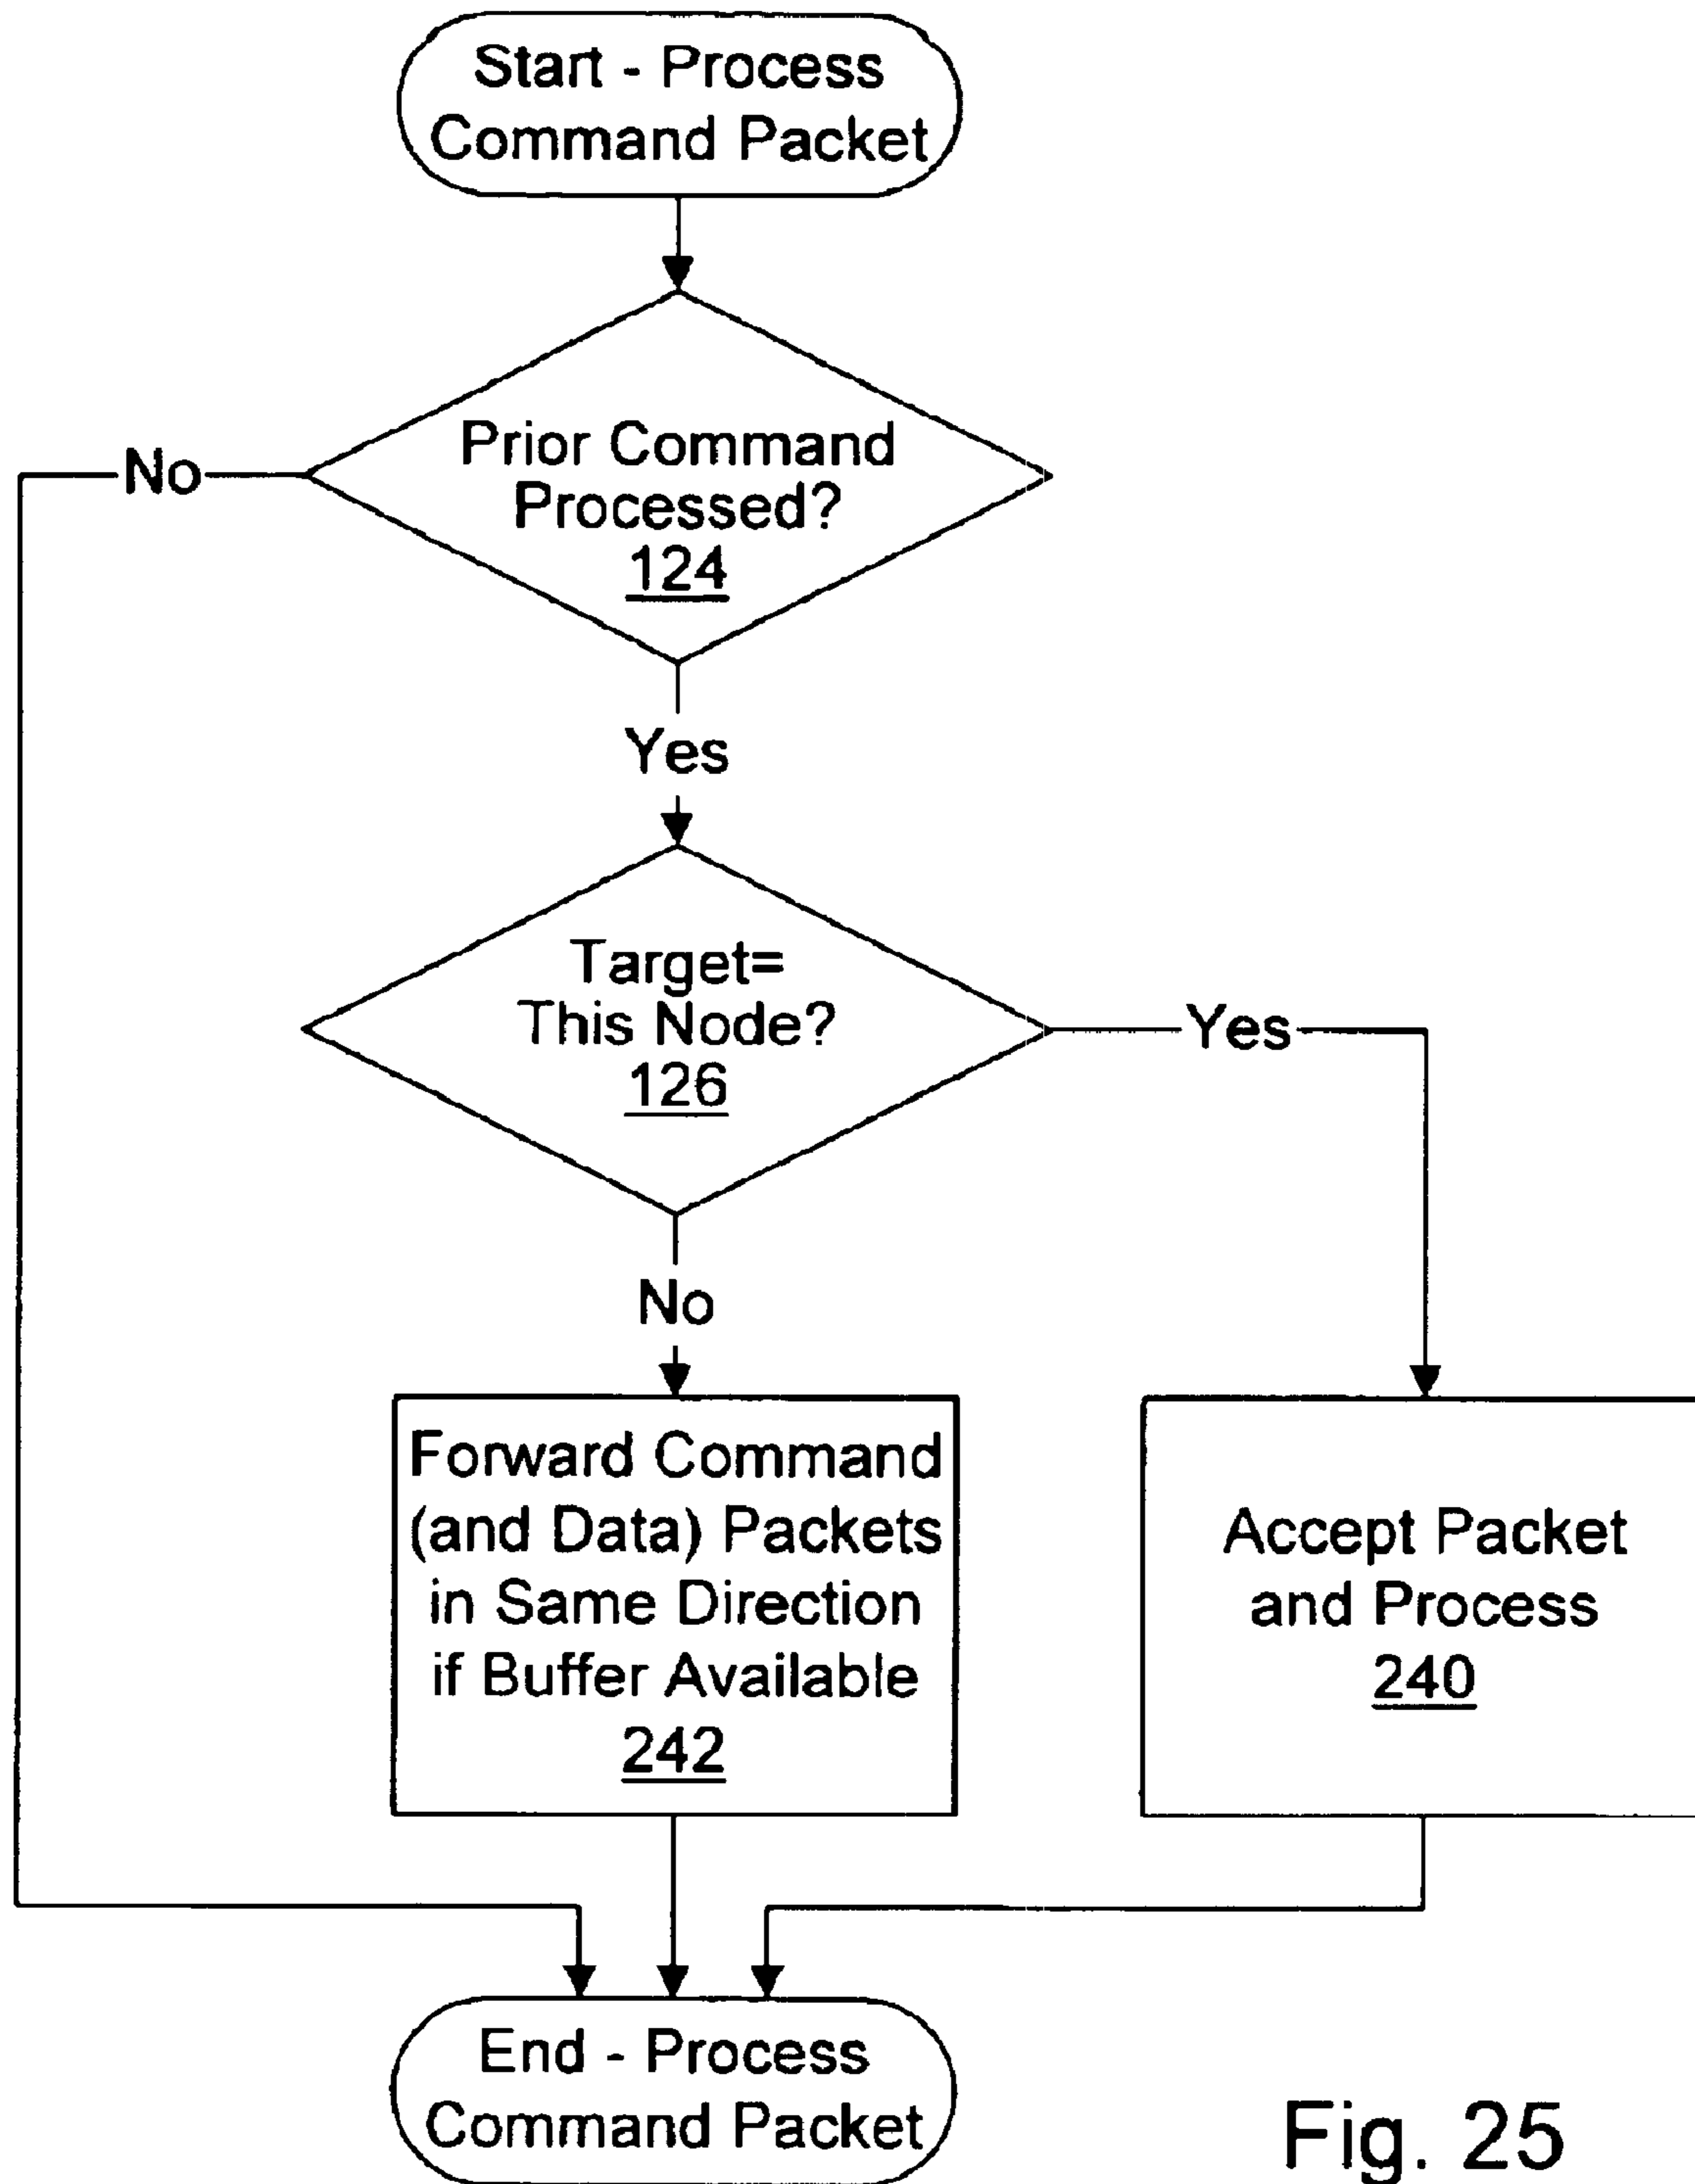 Start - Process
Command Packet
Prior Command
Processed?
124
No
Yes
Target=
This Node?
126
Yes
No
Forward Command
(and Data) Packets
in Same Direction
if Buffer Available
242
Accept Packet
and Process
240
End - Process
Command Packet
Fig. 25